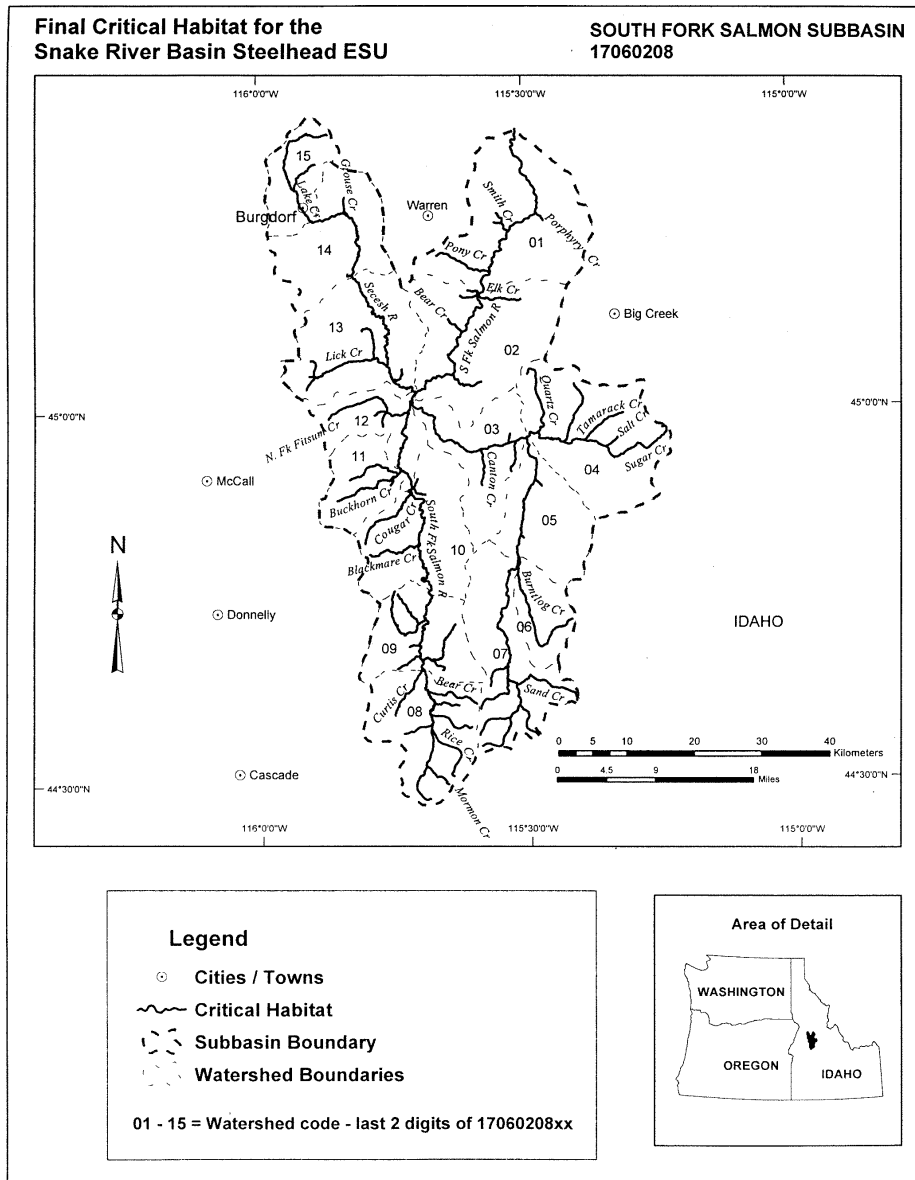 Final Critical Habitat for the
Snake River Basin Steelhead ESU
SOUTH FORK SALMON SUBBASIN
17060208
116°0'0"W
115°30'0"W
115°0'0"W
15
Grouse Cr
Lake Cr
Burgdorf
Warren
Smith Cr
Porphyry Cr
01
14
Pony Cr
Elk Cr
Bear Cr
Secesh R
S Fk Salmon R
Big Creek
13
02
Lick Cr
45°0'0"N
45°0'0"N
Quartz Cr
Tamarack Cr
Salt Cr
Sugar Cr
12
03
N. Fk Fitsum Cr
04
11
McCall
Canton Cr
Buckhorn Cr
05
Cougar Cr
South Fk Salmon R
10
Blackmare Cr
N
Burntlog Cr
Donnelly
06
IDAHO
09
07
Bear Cr
Sand Cr
Curtis Cr
08
Rice Cr
Mormon Cr
Cascade
0 5 10 20 30 40
Kilometers
0 4.5 9 18
Miles
44°30'0"N
44°30'0"N
116°0'0"W
115°30'0"W
115°0'0"W
Legend
Cities / Towns
Critical Habitat
Subbasin Boundary
Watershed Boundaries
01 - 15 = Watershed code - last 2 digits of 17060208xx
Area of Detail
WASHINGTON
OREGON
IDAHO